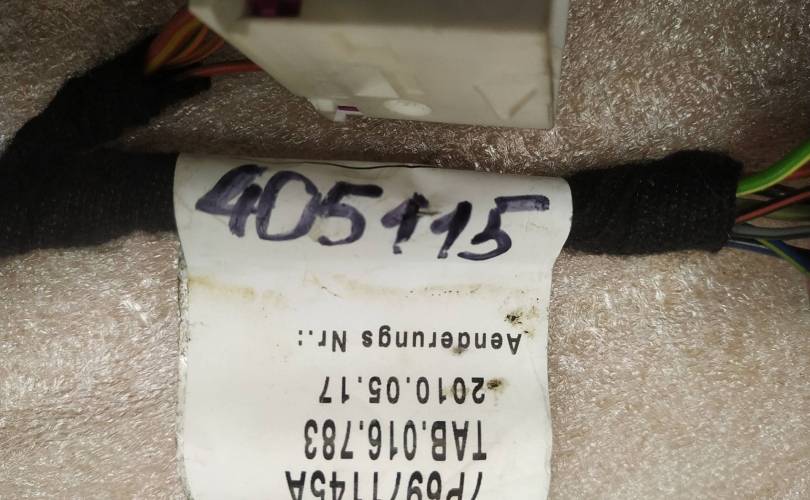 405115
7P6971145A
TAB.016.783
2010.05.17
Aenderungs Nr.: